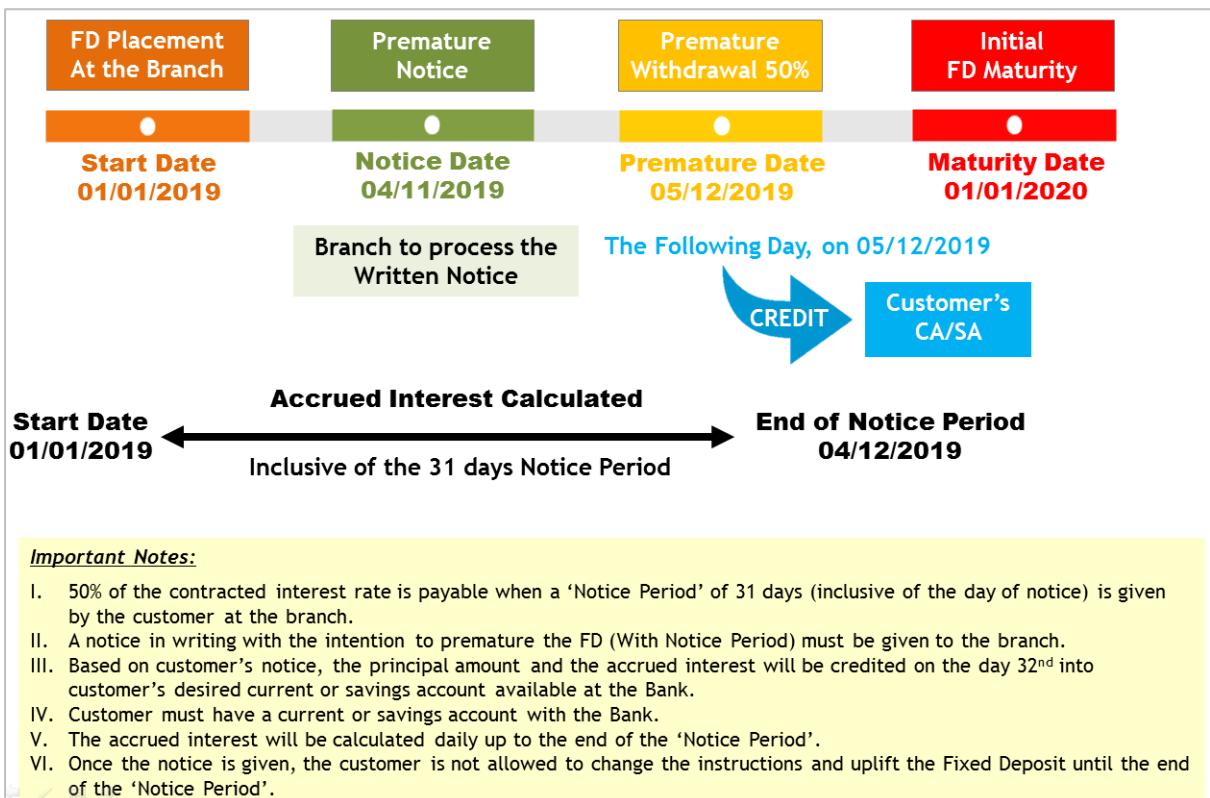 FD Placement
At the Branch
Premature
Notice
Premature
Withdrawal 50%
Initial
FD Maturity
Start Date
01/01/2019
Notice Date
04/11/2019
Premature Date
05/12/2019
Maturity Date
01/01/2020
Branch to process the
Written Notice
The Following Day, on 05/12/2019
CREDIT
Customer’s
CA/SA
Accrued Interest Calculated
Start Date
01/01/2019
End of Notice Period
04/12/2019
Inclusive of the 31 days Notice Period
Important Notes:
I. 50% of the contracted interest rate is payable when a ‘Notice Period’ of 31 days (inclusive of the day of notice) is given
by the customer at the branch.
II. A notice in writing with the intention to premature the FD (With Notice Period) must be given to the branch.
III. Based on customer’s notice, the principal amount and the accrued interest will be credited on the day 32nd into
customer’s desired current or savings account available at the Bank.
IV. Customer must have a current or savings account with the Bank.
V. The accrued interest will be calculated daily up to the end of the ‘Notice Period’.
VI. Once the notice is given, the customer is not allowed to change the instructions and uplift the Fixed Deposit until the end
of the ‘Notice Period’.